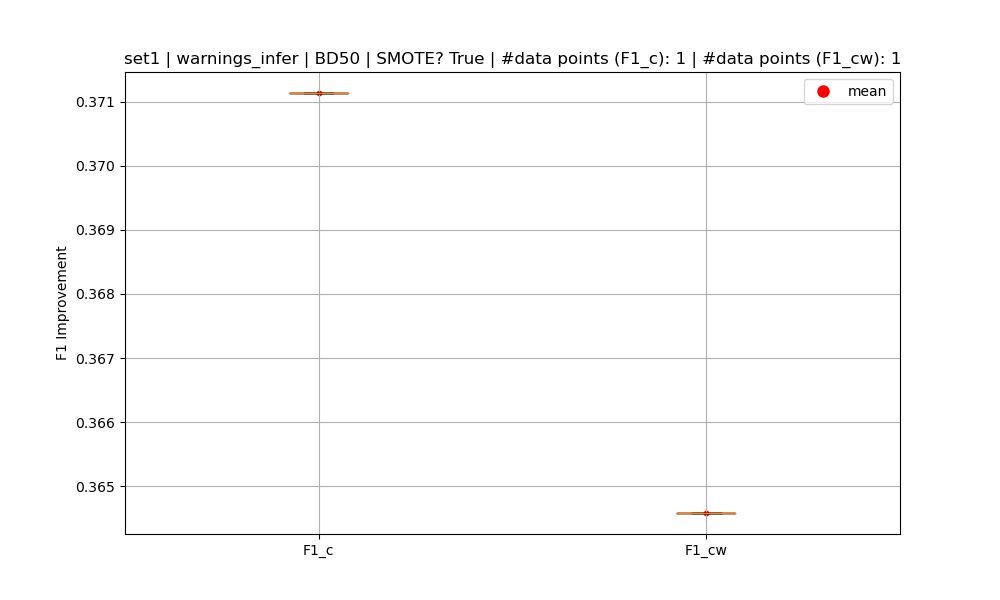 set1 | warnings_infer | BD50 | SMOTE? True | #data points (F1_c): 1 | #data points (F1_cw): 1
mean
0.371
0.370
0.369
0.368
0.367
0.366
0.365
F1 Improvement
F1_c
F1_cw